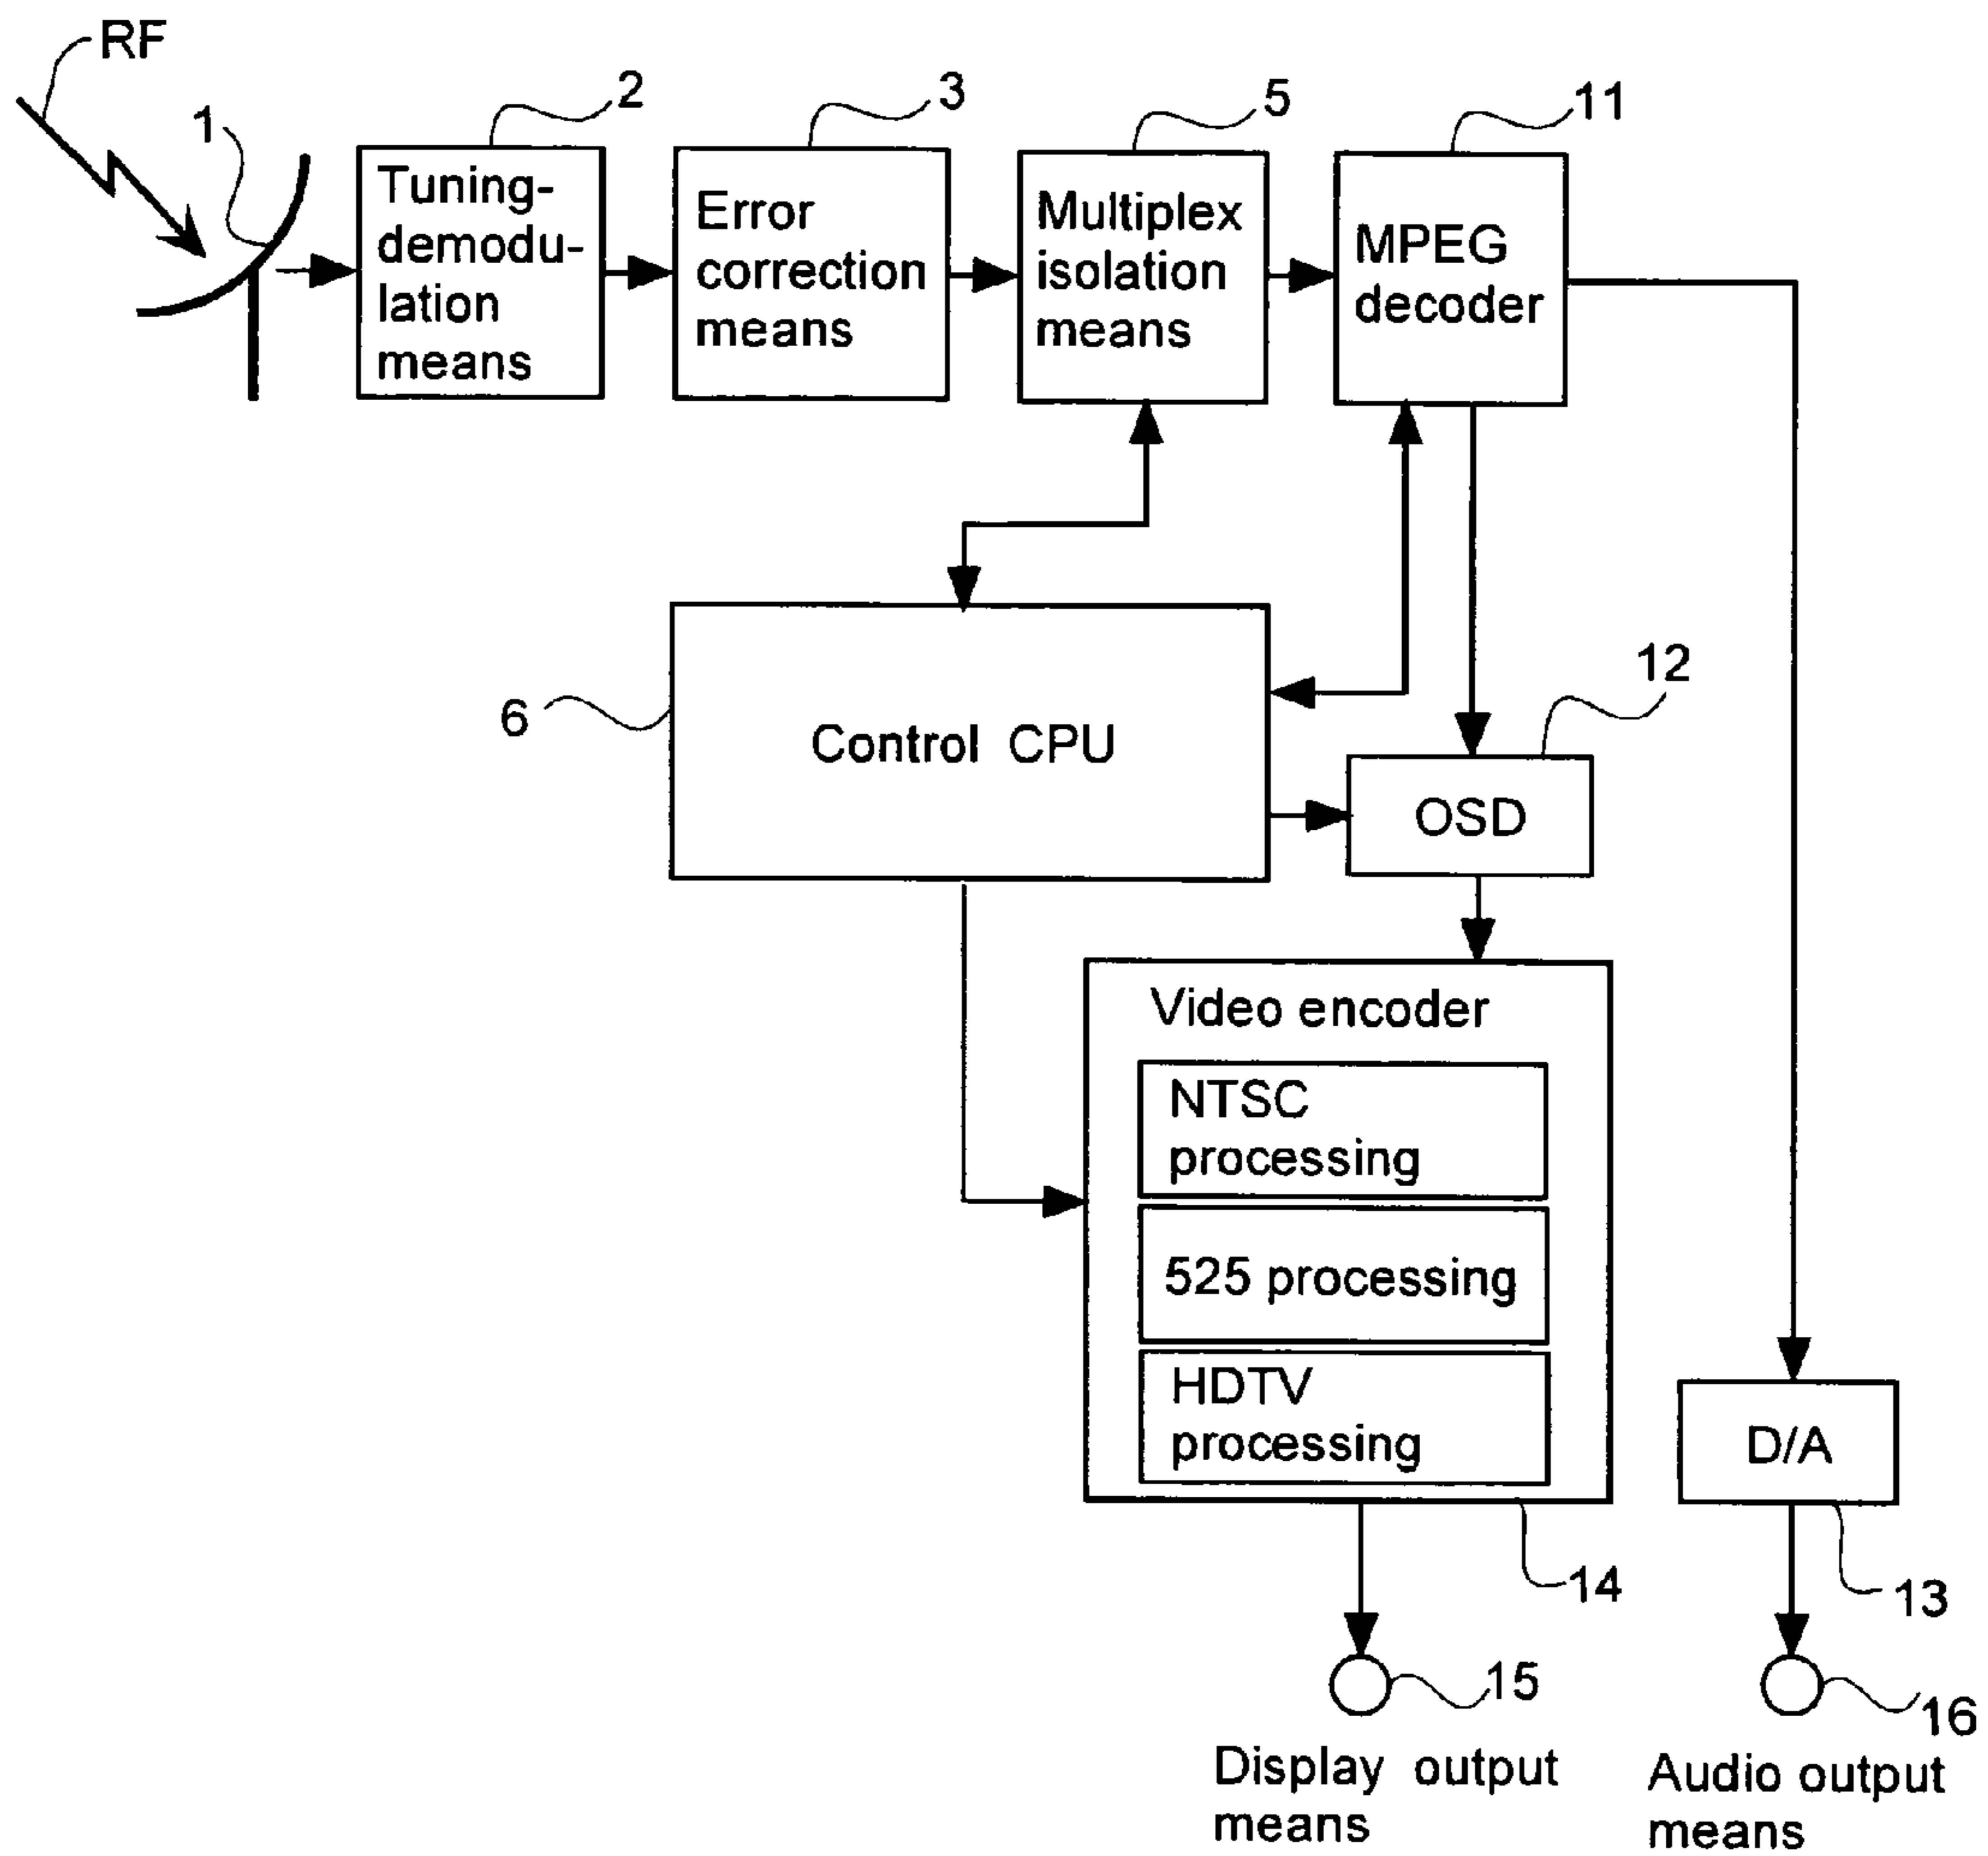 RF
1
2
3
5
11
Tuning-
demodu-
lation
means
Error
correction
means
Multiplex
isolation
means
MPEG
decoder
6
Control CPU
12
OSD
Video encoder
NTSC
processing
525 processing
HDTV
processing
D/A
14
13
15
16
Display output
means
Audio output
means